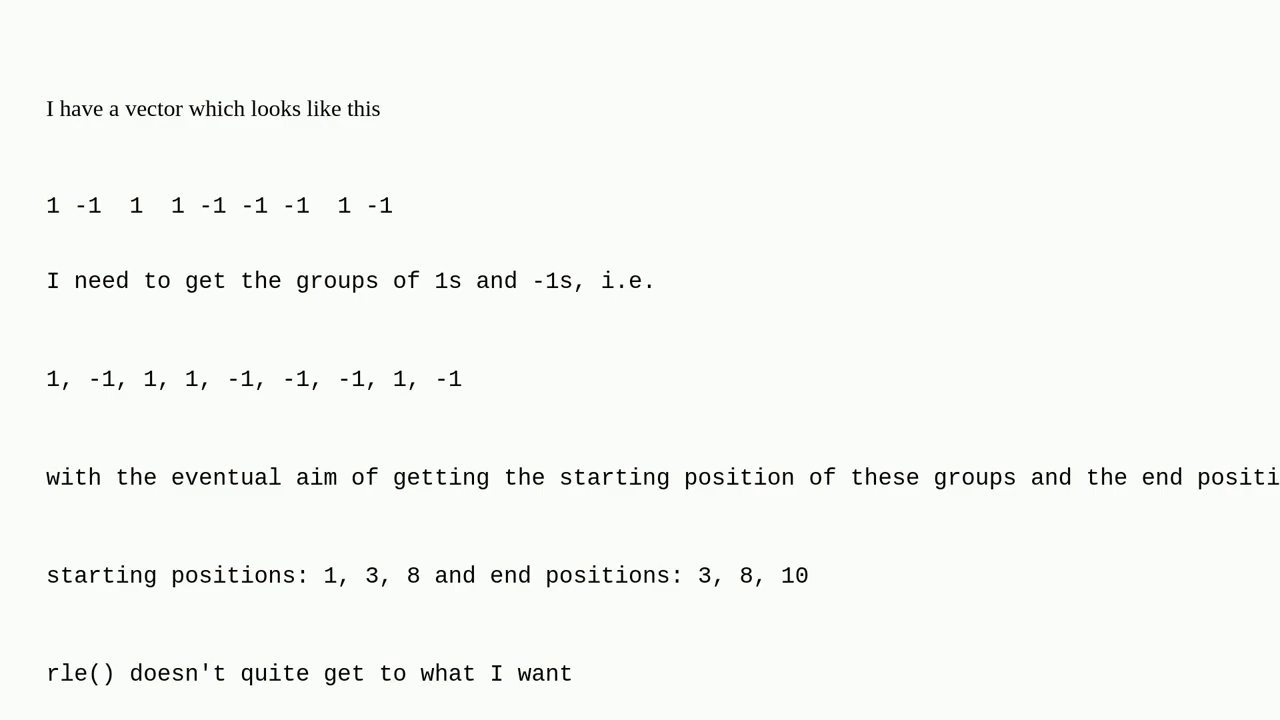 I have a vector which looks like this
1 -1  1  1 -1 -1 -1  1 -1
I need to get the groups of 1s and -1s, i.e.
1, -1, 1, 1, -1, -1, -1, 1, -1
with the eventual aim of getting the starting position of these groups and the end positi
starting positions: 1, 3, 8 and end positions: 3, 8, 10
rle() doesn't quite get to what I want